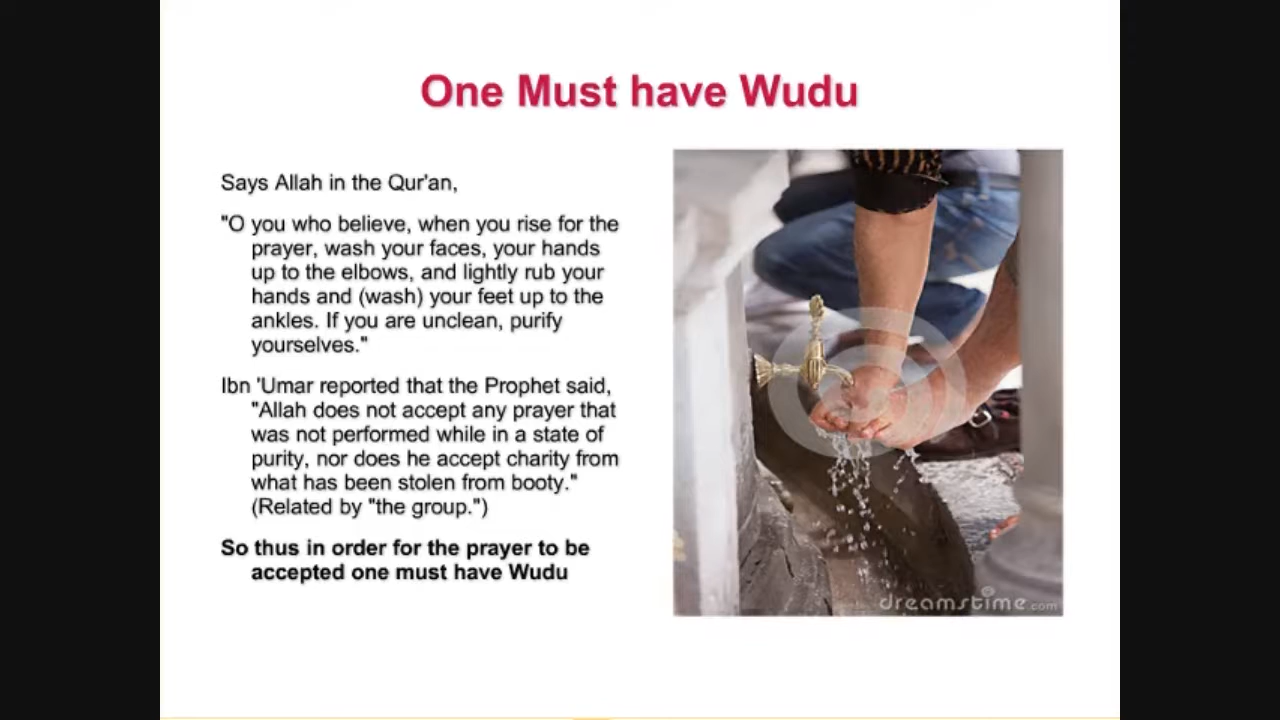 One Must have Wudu
Says Allah in the Qur'an,
"O you who believe, when you rise for the
prayer, wash your faces, your hands
up to the elbows, and lightly rub your
hands and (wash) your feet up to the
ankles. If you are unclean, purify
yourselves."
Ibn 'Umar reported that the Prophet said,
"Allah does not accept any prayer that
was not performed while in a state of
purity, nor does he accept charity from
what has been stolen from booty."
(Related by "the group.")
So thus in order for the prayer to be
accepted one must have Wudu
dreamstime.com